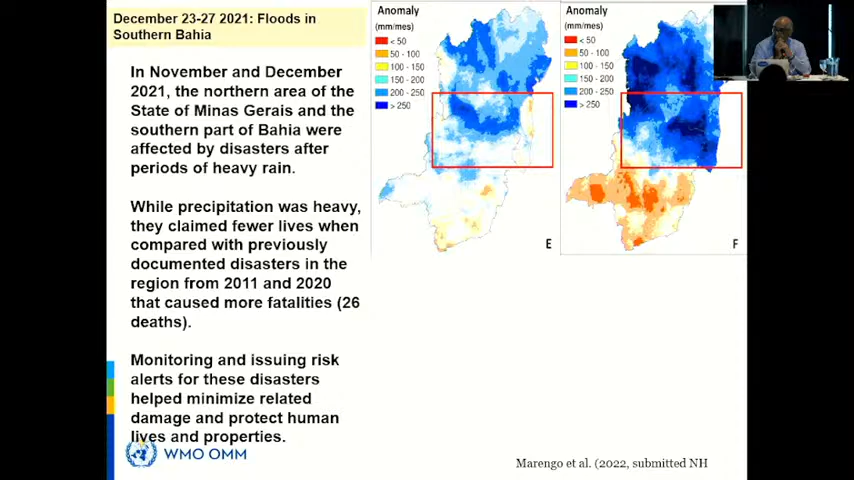 December 23-27 2021: Floods in
Southern Bahia
In November and December
2021, the northern area of the
State of Minas Gerais and the
southern part of Bahia were
affected by disasters after
periods of heavy rain.
While precipitation was heavy,
they claimed fewer lives when
compared with previously
documented disasters in the
region from 2011 and 2020
that caused more fatalities (26
deaths).
Monitoring and issuing risk
alerts for these disasters
helped minimize related
damage and protect human
lives and properties.
WMO OMM
Anomaly
(mm/mes)
< 50
50 - 100
100 - 150
150 - 200
200 - 250
> 250
E
Anomaly
(mm/mes)
< 50
50 - 100
100 - 150
150 - 200
200 - 250
> 250
F
Marengo et al. (2022, submitted NH